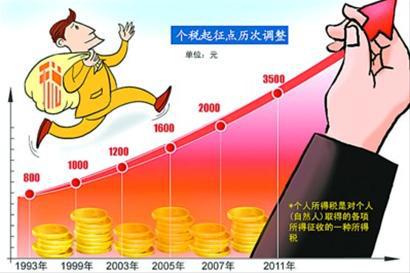 个税起征点历次调整
单位：元
800
1000
1200
1600
2000
3500
*个人所得税是对个人
(自然人)取得的各项
所得征收的一种所得
税
1993年
1999年
2003年
2005年
2007年
2011年